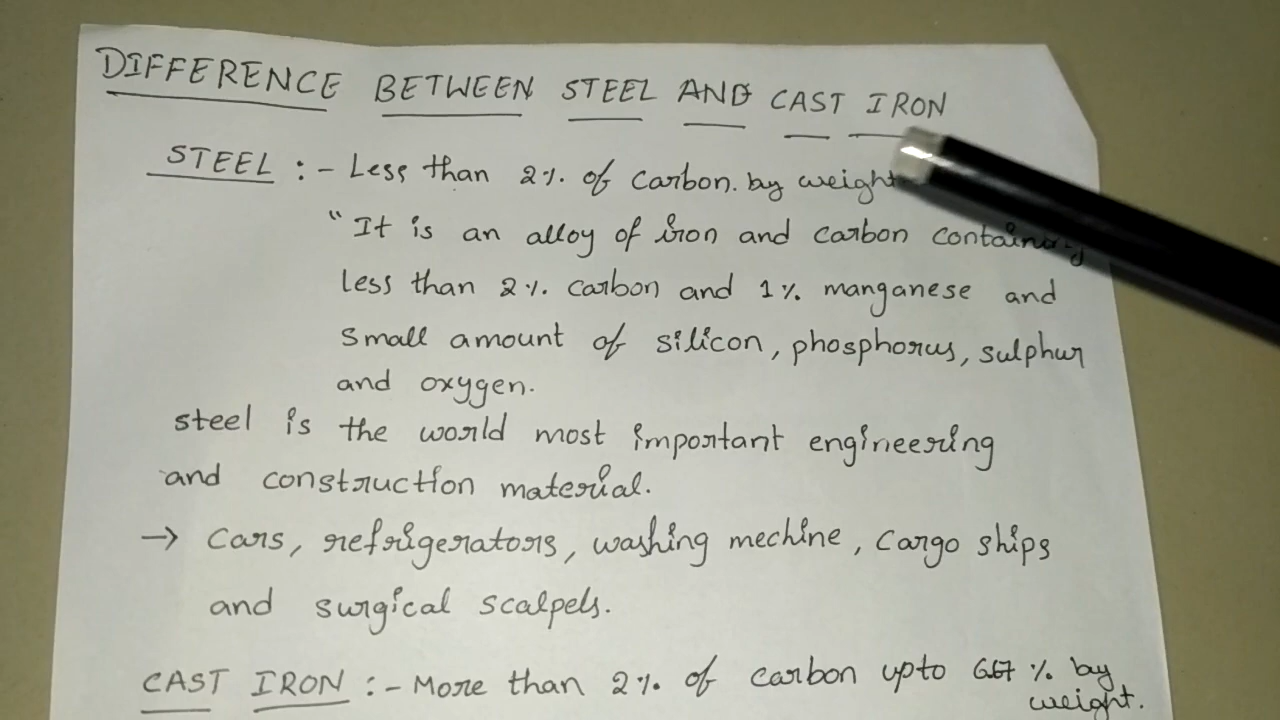 DIFFERENCE BETWEEN STEEL AND CAST IRON
STEEL :- Less than 2%. of carbon. by weight
"It is an alloy of iron and carbon containing
less than 2%. carbon and 1% manganese and
small amount of silicon, phosphorus, sulphur
and oxygen.
steel is the world most important engineering
and construction material.
→ Cars, refrigerators, washing mechine, cargo ships
and surgical scalpels.
CAST IRON :- More than 2%. of carbon upto 6.67 % by
weight.